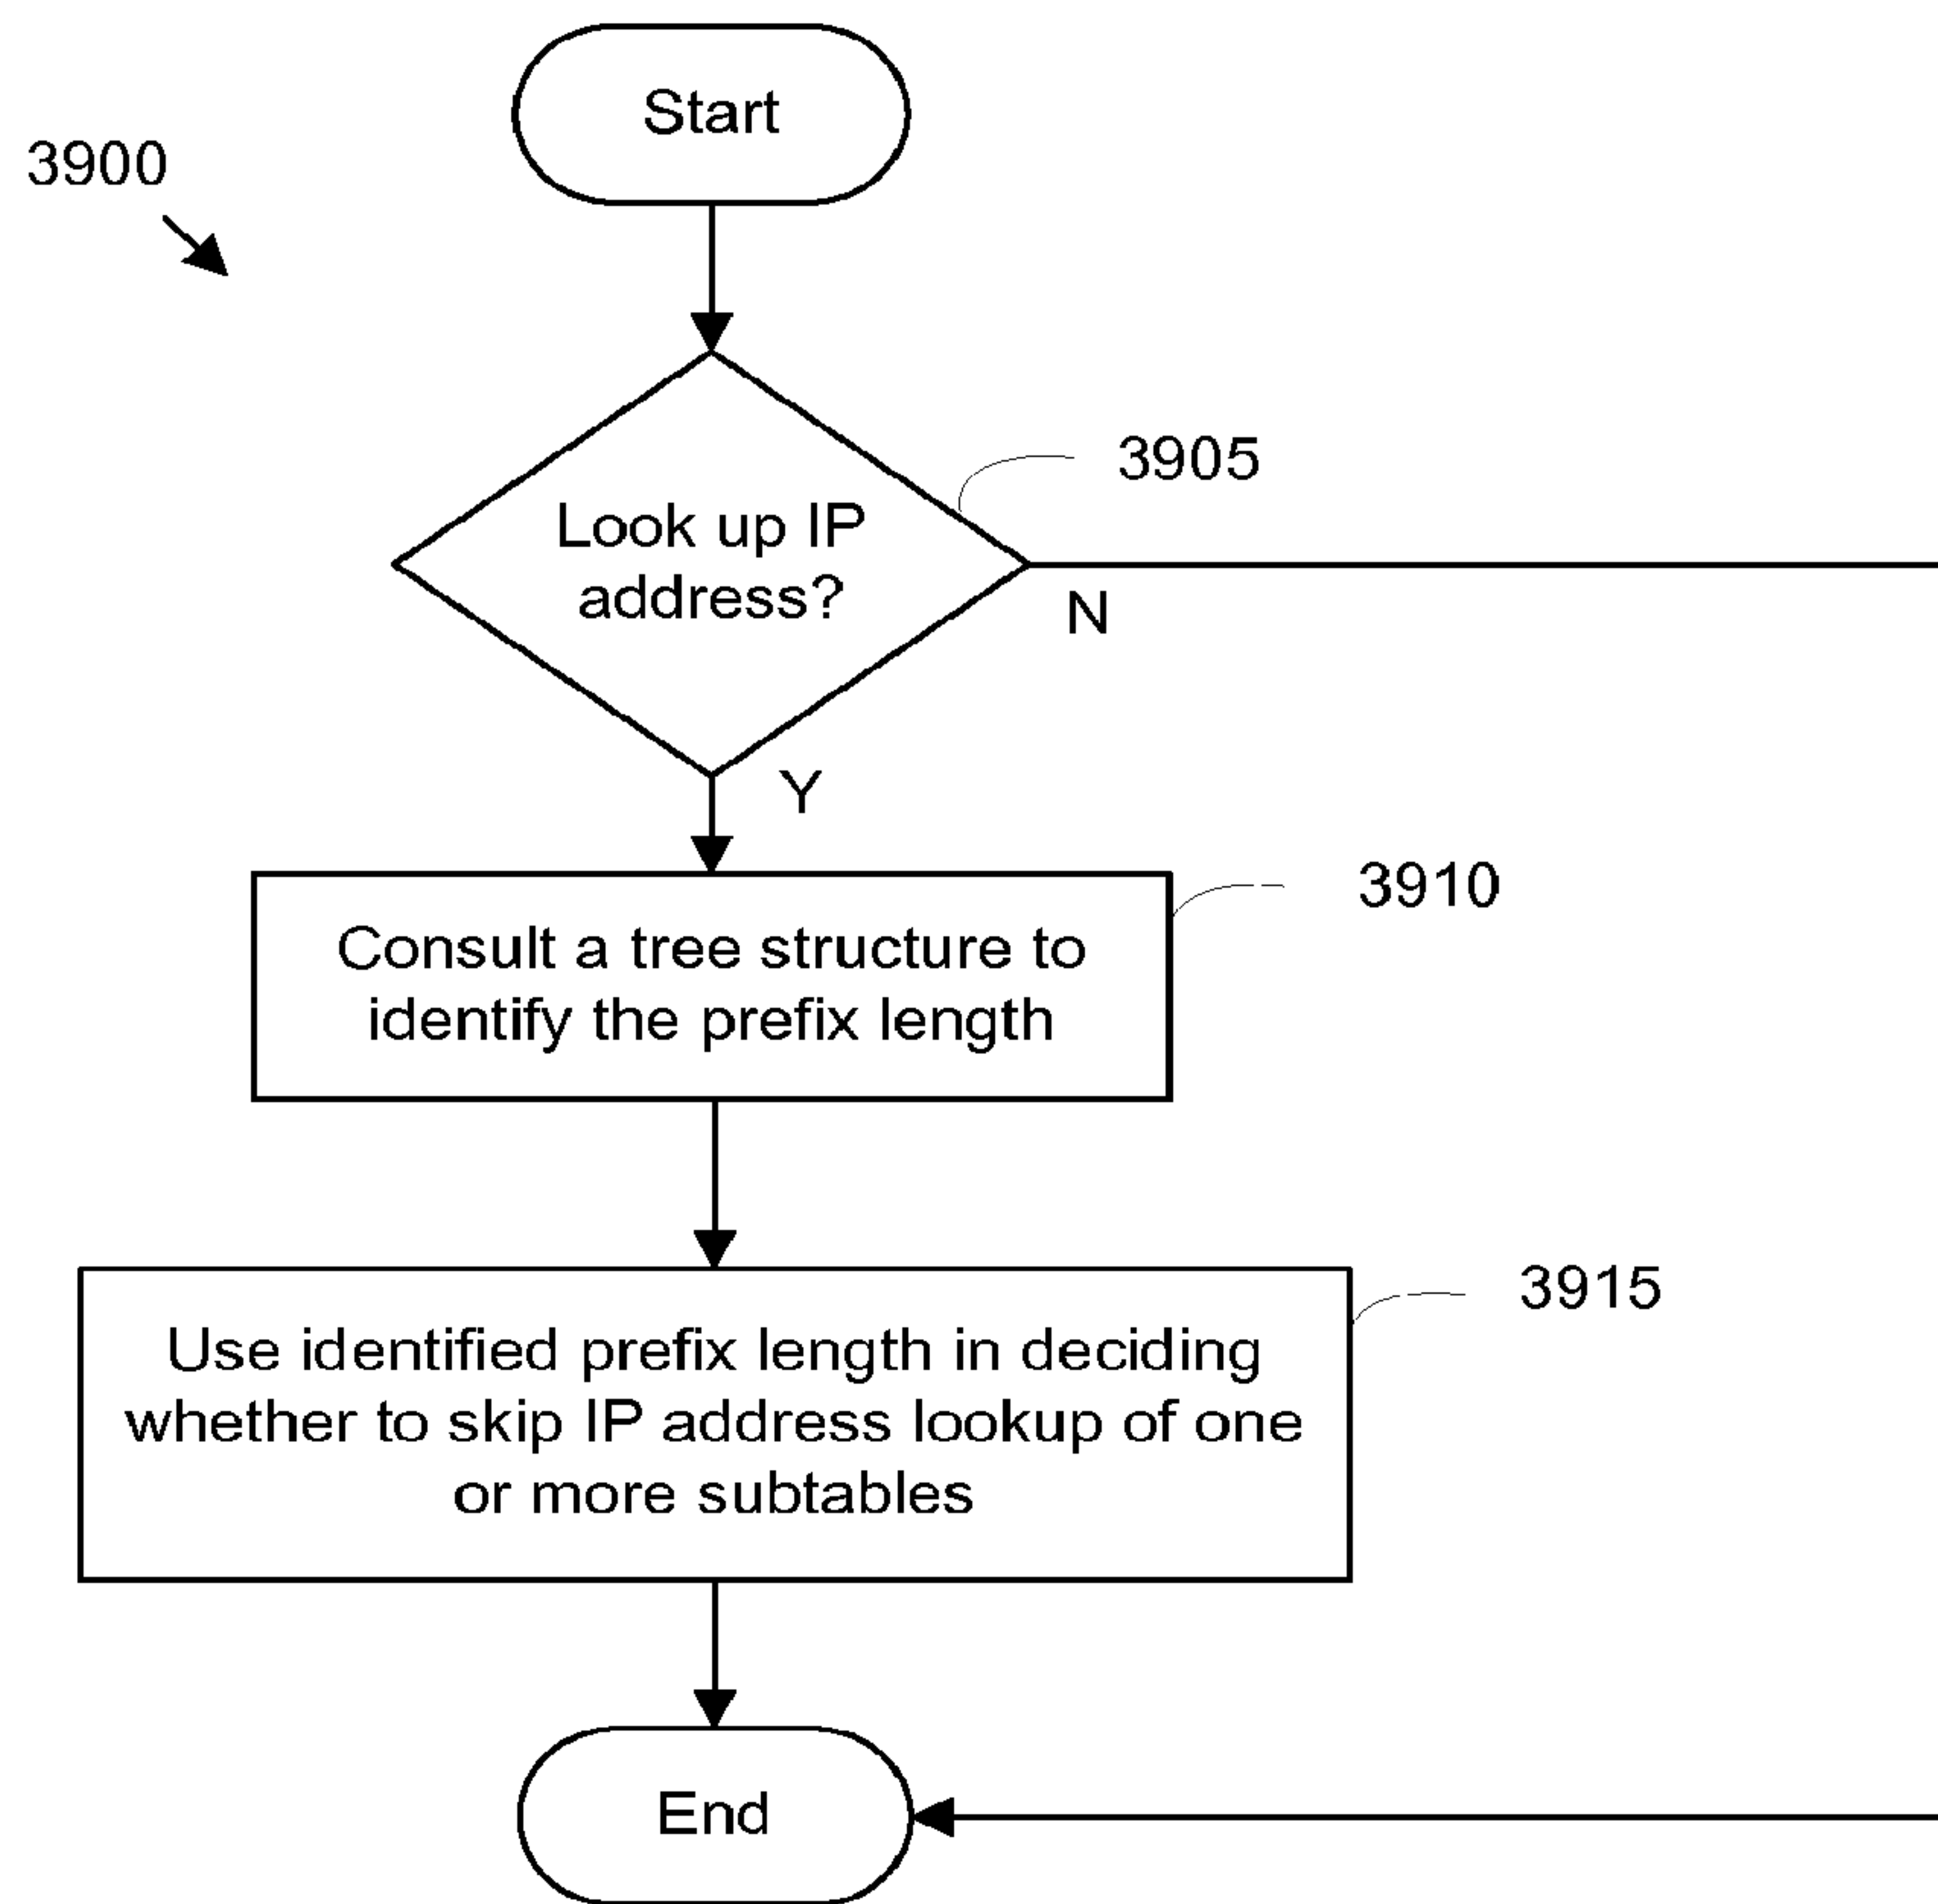 Start
3900
3905
Look up IP
address?
N
Y
3910
Consult a tree structure to
identify the prefix length
3915
Use identified prefix length in deciding
whether to skip IP address lookup of one
or more subtables
End